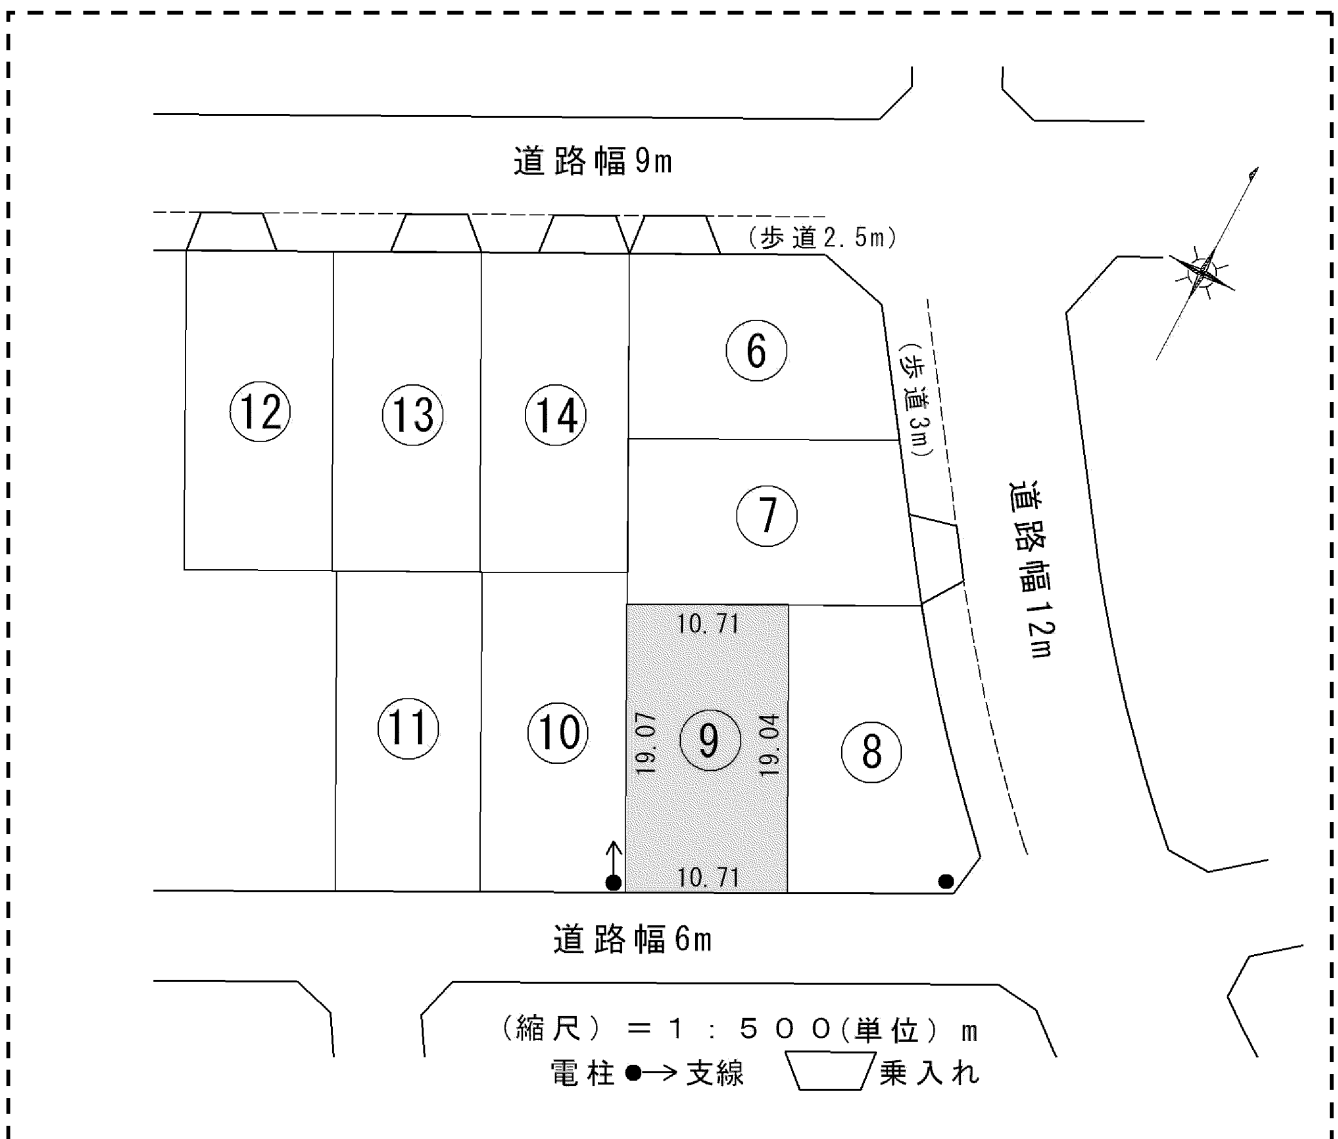 道路幅9m
(歩道2.5m)
⑥
(歩道3m)
⑫
⑬
⑭
道路幅12m
⑦
10.71
⑪
⑩
19.07
⑨
19.04
⑧
10.71
道路幅6m
(縮尺)=1:500(単位)m
電柱●→支線 乗入れ